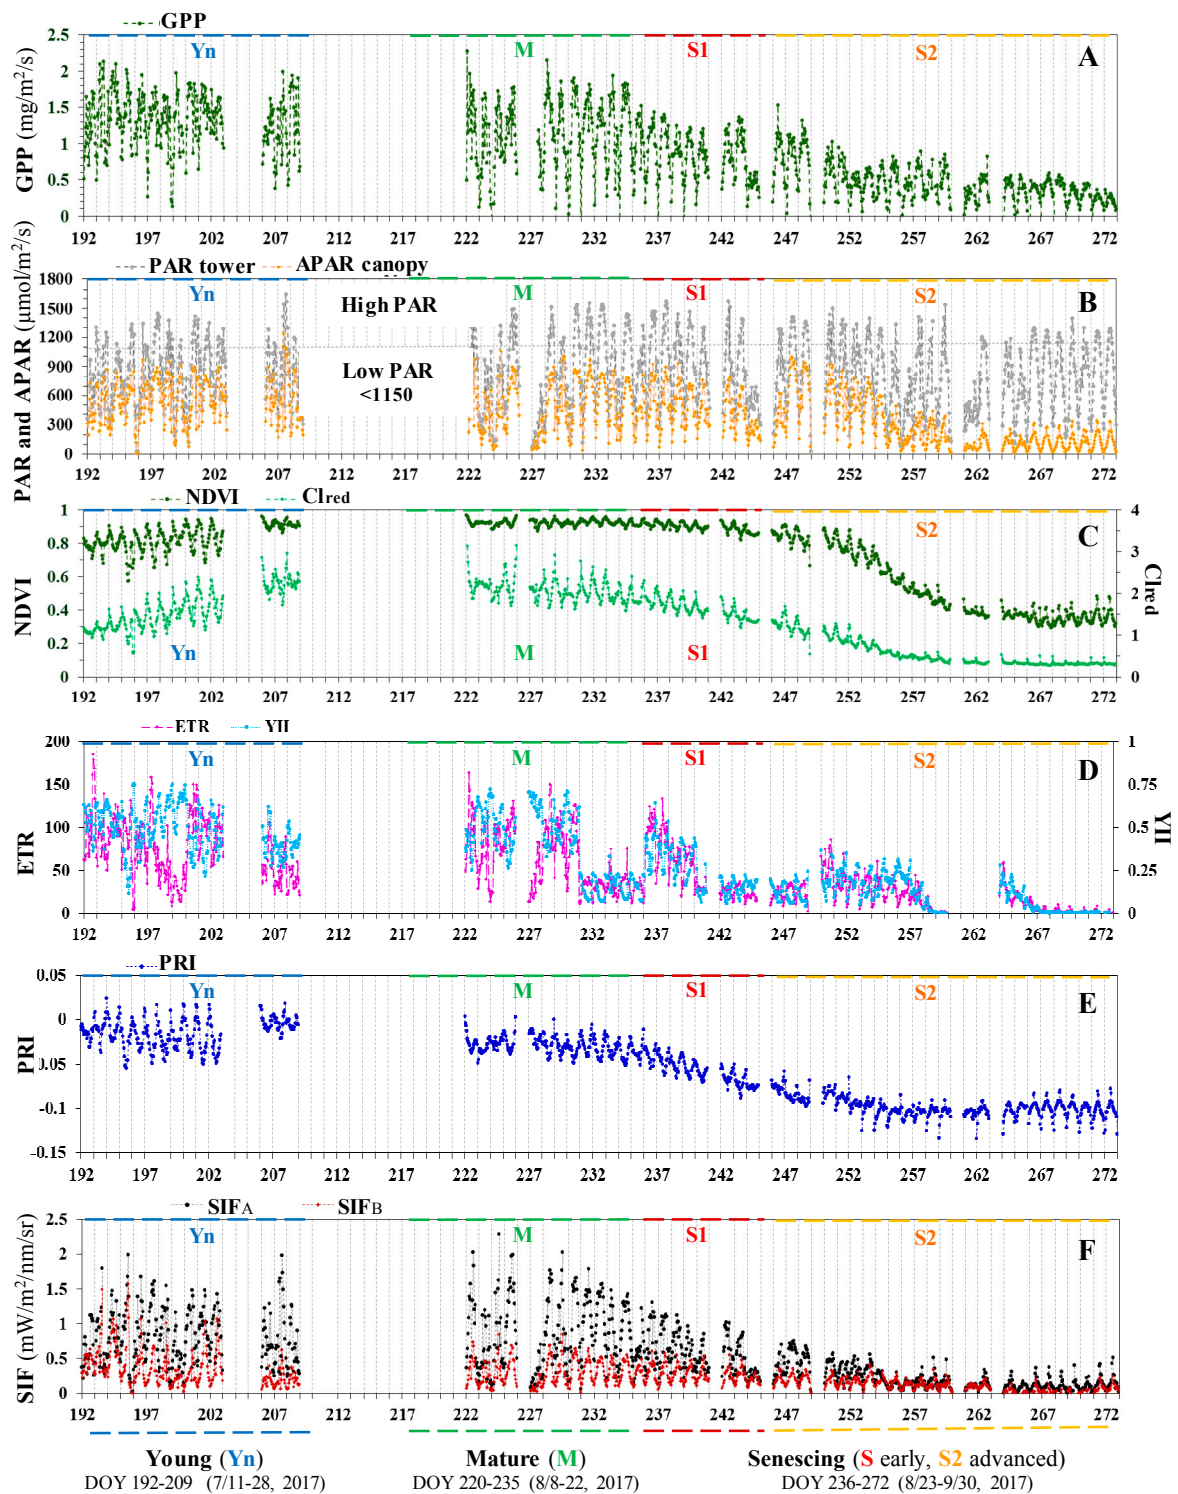 GPP
Yn M S1 S2 A
GPP (mg/m²/s)
2.5
2
1.5
1
0.5
0
192 197 202 207 212 217 222 227 232 237 242 247 252 257 262 267 272
PAR tower APAR canopy
Yn M S1 S2 B
High PAR
Low PAR
<1150
PAR and APAR (µmol/m²/s)
1800
1500
1200
900
600
300
0
192 197 202 207 212 217 222 227 232 237 242 247 252 257 262 267 272
NDVI CIred
S2 C
Yn M S1
NDVI
1
0.8
0.6
0.4
0.2
0
CIred
4
3
2
1
0
192 197 202 207 212 217 222 227 232 237 242 247 252 257 262 267 272
ETR YII
Yn M S1 S2 D
ETR
200
150
100
50
0
YII
1
0.75
0.5
0.25
0
192 197 202 207 212 217 222 227 232 237 242 247 252 257 262 267 272
PRI
Yn M S1 S2 E
PRI
0.05
0
0.05
-0.1
-0.15
192 197 202 207 212 217 222 227 232 237 242 247 252 257 262 267 272
SIFA SIFB
Yn M S1 S2 F
SIF (mW/m²/nm/sr)
2.5
2
1.5
1
0.5
0
192 197 202 207 212 217 222 227 232 237 242 247 252 257 262 267 272
Young (Yn) Mature (M) Senescing (S early, S2 advanced)
DOY 192-209 (7/11-28, 2017) DOY 220-235 (8/8-22, 2017) DOY 236-272 (8/23-9/30, 2017)